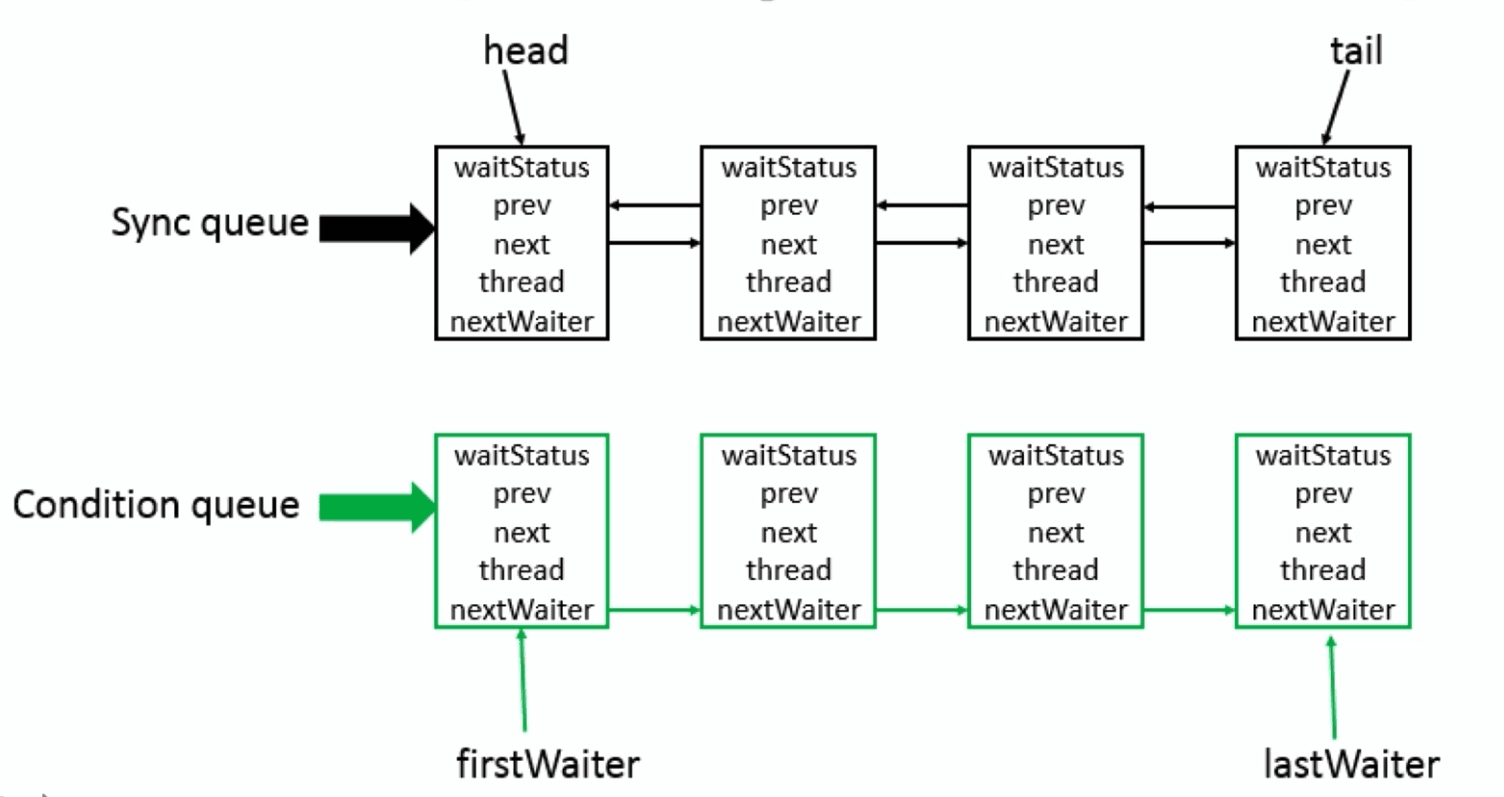 head
tail
Sync queue
waitStatus
prev
next
thread
nextWaiter
waitStatus
prev
next
thread
nextWaiter
waitStatus
prev
next
thread
nextWaiter
waitStatus
prev
next
thread
nextWaiter
Condition queue
waitStatus
prev
next
thread
nextWaiter
waitStatus
prev
next
thread
nextWaiter
waitStatus
prev
next
thread
nextWaiter
waitStatus
prev
next
thread
nextWaiter
firstWaiter
lastWaiter